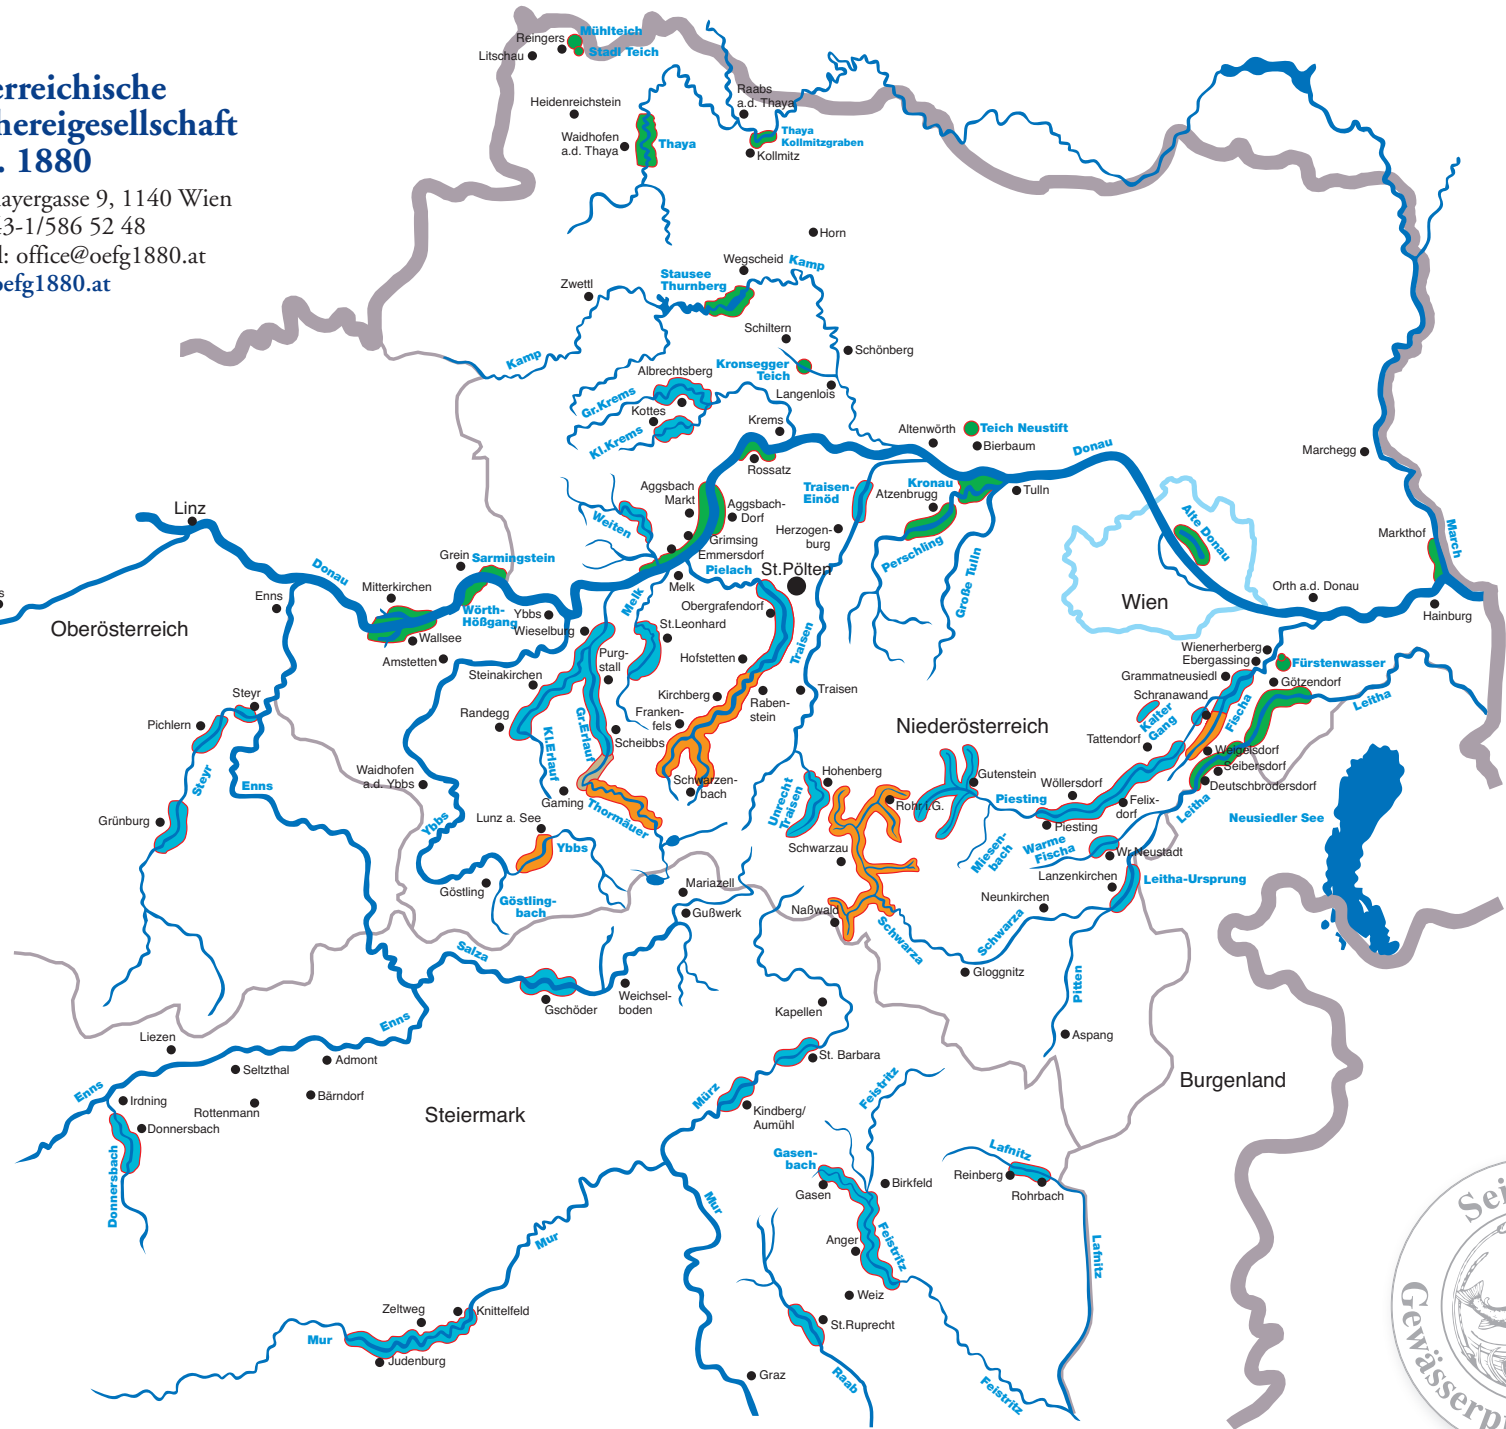 erreichische
hereigesellschaft
. 1880
ayergasse 9, 1140 Wien
43-1/586 52 48
l: office@oefg1880.at
oefg1880.at
Reingers
Mühlteich
Litschau
Stadl Teich
Heidenreichstein
Raabs
a.d. Thaya
Waidhofen
a.d. Thaya
Thaya
Thaya
Kollmitzgraben
Kollmitz
Horn
Wegscheid
Kamp
Stausee
Thurnberg
Zwettl
Schiltern
Schönberg
Kamp
Kronsegger
Teich
Albrechtsberg
Langenlois
Gr.Krems
Kottes
Kl.Krems
Krems
Altenwörth
Teich Neustift
Bierbaum
Donau
Marchegg
Rossatz
Aggsbach
Markt
Aggsbach-
Dorf
Traisen-
Einöd
Atzenbrugg
Kronau
Tulln
Linz
Weiten
Grimsing
Emmersdorf
Herzogen-
burg
Perschling
Große Tulln
Alte Donau
Markthof
March
Grein
Sarmingstein
Donau
Mitterkirchen
Pielach
St.Pölten
Melk
Wien
Orth a.d. Donau
Hainburg
s
Enns
Oberösterreich
Wallsee
Wörth-
Hößgang
Ybbs
Wieselburg
Melk
Obergrafendorf
St.Leonhard
Amstetten
Steinakirchen
Purg-
stall
Hofstetten
Traisen
Wienerherberg
Ebergassing
Fürstenwasser
Grammatneusiedl
Götzendorf
Steyr
Pichlern
Randegg
Kirchberg
Raben-
stein
Traisen
Schranawand
Kalter
Gang
Fischa
Leitha
Franken-
fels
Niederösterreich
Tattendorf
Weigelsdorf
Seibersdorf
Deutschbrodersdorf
Steyr
Enns
Waidhofen
a.d. Ybbs
Kl.Erlauf
Gr.Erlauf
Scheibbs
Schwarzen-
bach
Hohenberg
Gutenstein
Wöllersdorf
Rohr i.G.
Piesting
Felix-
dorf
Leitha
Neusiedler See
Gaming
Thormäuer
Unrecht
Traisen
Grünburg
Ybbs
Lunz a. See
Ybbs
Schwarzau
Miesen-
bach
Piesting
Warme
Fischa
Wr.Neustadt
Lanzenkirchen
Leitha-Ursprung
Göstling
Göstling-
bach
Mariazell
Gußwerk
Naßwald
Neunkirchen
Schwarza
Schwarza
Salza
Gloggnitz
Pitten
Gschöder
Weichsel-
boden
Kapellen
Aspang
Liezen
Enns
Admont
Seltzthal
St. Barbara
Burgenland
Enns
Irdning
Bärndorf
Rottenmann
Donnersbach
Steiermark
Mürz
Kindberg/
Aumühl
Feistritz
Donnersbach
Gasen-
bach
Gasen
Birkfeld
Lafnitz
Reinberg
Rohrbach
Mur
Mur
Anger
Feistritz
Lafnitz
Weiz
Zeltweg
Knittelfeld
St.Ruprecht
Mur
Judenburg
Graz
Raab
Feistritz
Sei
Gewässerp